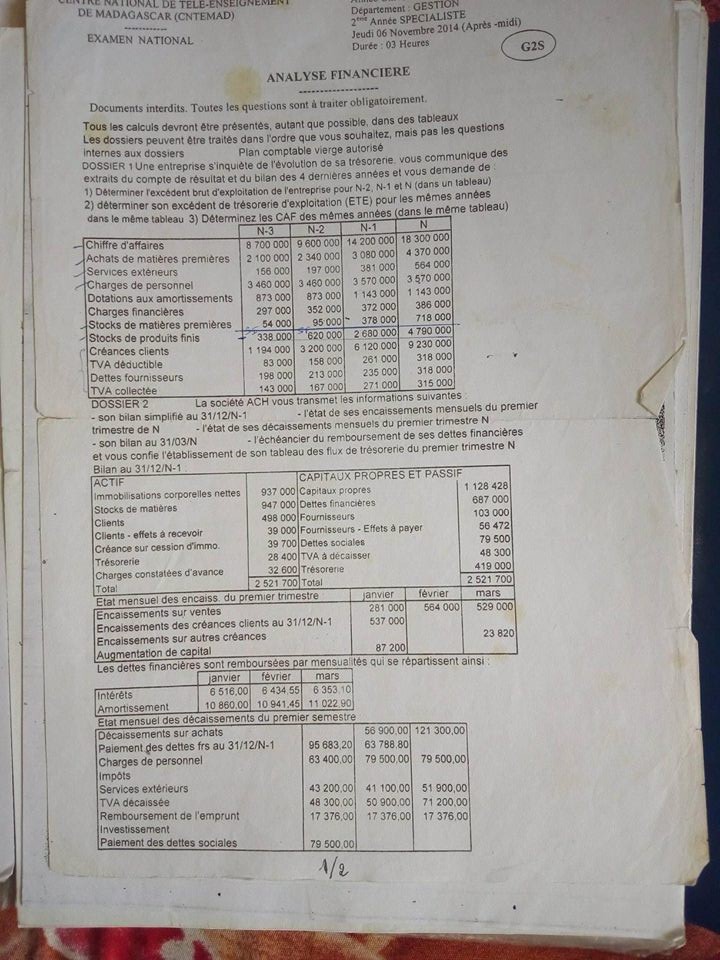 CENTRE NATIONAL DE TELE-ENSEIGNEMENT
DE MADAGASCAR (CNTEMAD)
------------
EXAMEN NATIONAL
Département : GESTION
2ème Année SPECIALISTE
Jeudi 06 Novembre 2014 (Après -midi)
Durée : 03 Heures
G2S
ANALYSE FINANCIERE
-------------------
Documents interdits. Toutes les questions sont à traiter obligatoirement.
Tous les calculs devront être présentés, autant que possible, dans des tableaux
Les dossiers peuvent être traités dans l'ordre que vous souhaitez, mais pas les questions
internes aux dossiers Plan comptable vierge autorisé
DOSSIER 1 Une entreprise s'inquiète de l'évolution de sa trésorerie, vous communique des
extraits du compte de résultat et du bilan des 4 dernières années et vous demande de :
1) Déterminer l'excédent brut d'exploitation de l'entreprise pour N-2, N-1 et N (dans un tableau)
2) déterminer son excédent de trésorerie d'exploitation (ETE) pour les mêmes années
dans le même tableau 3) Déterminez les CAF des mêmes années (dans le même tableau)
N-3 N-2 N-1 N
Chiffre d'affaires 8 700 000 9 600 000 14 200 000 18 300 000
Achats de matières premières 2 100 000 2 340 000 3 080 000 4 370 000
Services extérieurs 156 000 197 000 381 000 564 000
Charges de personnel 3 460 000 3 460 000 3 570 000 3 570 000
Dotations aux amortissements 873 000 873 000 1 143 000 1 143 000
Charges financières 297 000 352 000 372 000 386 000
Stocks de matières premières 54 000 95 000 378 000 718 000
Stocks de produits finis 338 000 620 000 2 680 000 4 790 000
Créances clients 1 194 000 3 200 000 6 120 000 9 230 000
TVA déductible 83 000 158 000 261 000 318 000
Dettes fournisseurs 198 000 213 000 235 000 318 000
TVA collectée 143 000 167 000 271 000 315 000
DOSSIER 2 La société ACH vous transmet les informations suivantes :
- son bilan simplifié au 31/12/N-1 - l'état de ses encaissements mensuels du premier
trimestre de N - l'état de ses décaissements mensuels du premier trimestre N
- son bilan au 31/03/N - l'échéancier du remboursement de ses dettes financières
et vous confie l'établissement de son tableau des flux de trésorerie du premier trimestre N
Bilan au 31/12/N-1 :
ACTIF CAPITAUX PROPRES ET PASSIF
Immobilisations corporelles nettes 937 000 Capitaux propres 1 128 428
Stocks de matières 947 000 Dettes financières 687 000
Clients 498 000 Fournisseurs 103 000
Clients - effets à recevoir 39 000 Fournisseurs - Effets à payer 56 472
Créance sur cession d'immo. 39 700 Dettes sociales 79 500
Trésorerie 28 400 TVA à décaisser 48 300
Charges constatées d'avance 32 600 Trésorerie 419 000
Total 2 521 700 Total 2 521 700
Etat mensuel des encaiss. du premier trimestre janvier février mars
Encaissements sur ventes 281 000 564 000 529 000
Encaissements des créances clients au 31/12/N-1 537 000
Encaissements sur autres créances 23 820
Augmentation de capital 87 200
Les dettes financières sont remboursées par mensualités qui se répartissent ainsi :
janvier février mars
Intérêts 6 516,00 6 434,55 6 353,10
Amortissement 10 860,00 10 941,45 11 022,90
Etat mensuel des décaissements du premier semestre
Décaissements sur achats 56 900,00 121 300,00
Paiement des dettes frs au 31/12/N-1 95 683,20 63 788,80
Charges de personnel 63 400,00 79 500,00 79 500,00
Impôts
Services extérieurs 43 200,00 41 100,00 51 900,00
TVA décaissée 48 300,00 50 900,00 71 200,00
Remboursement de l'emprunt 17 376,00 17 376,00 17 376,00
Investissement
Paiement des dettes sociales 79 500,00
1/2